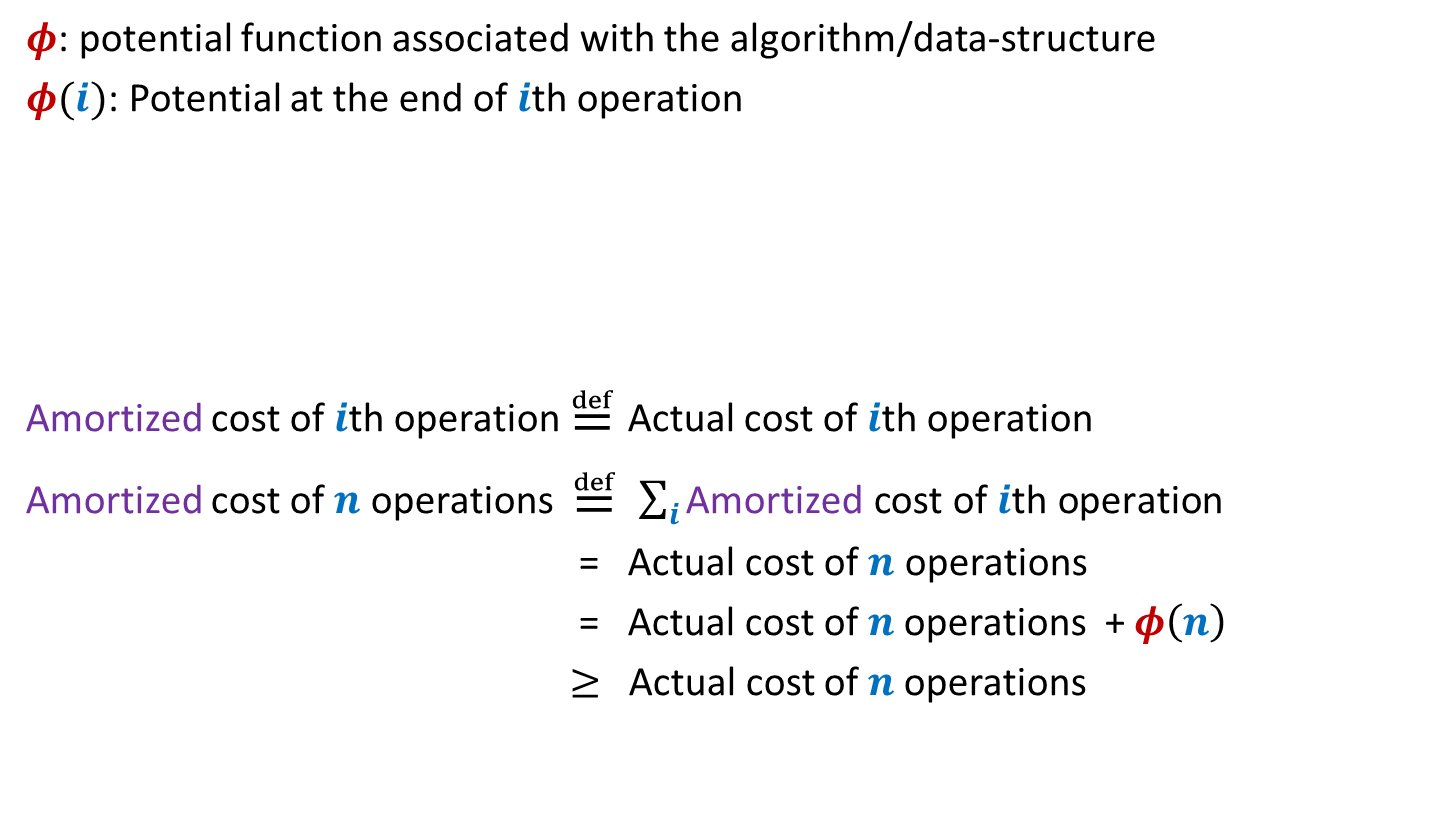 ϕ: potential function associated with the algorithm/data-structure
ϕ(i): Potential at the end of ith operation
Amortized cost of ith operation ≝ Actual cost of ith operation
Amortized cost of n operations ≝ ∑ᵢ Amortized cost of ith operation
= Actual cost of n operations
= Actual cost of n operations + ϕ(n)
≥ Actual cost of n operations